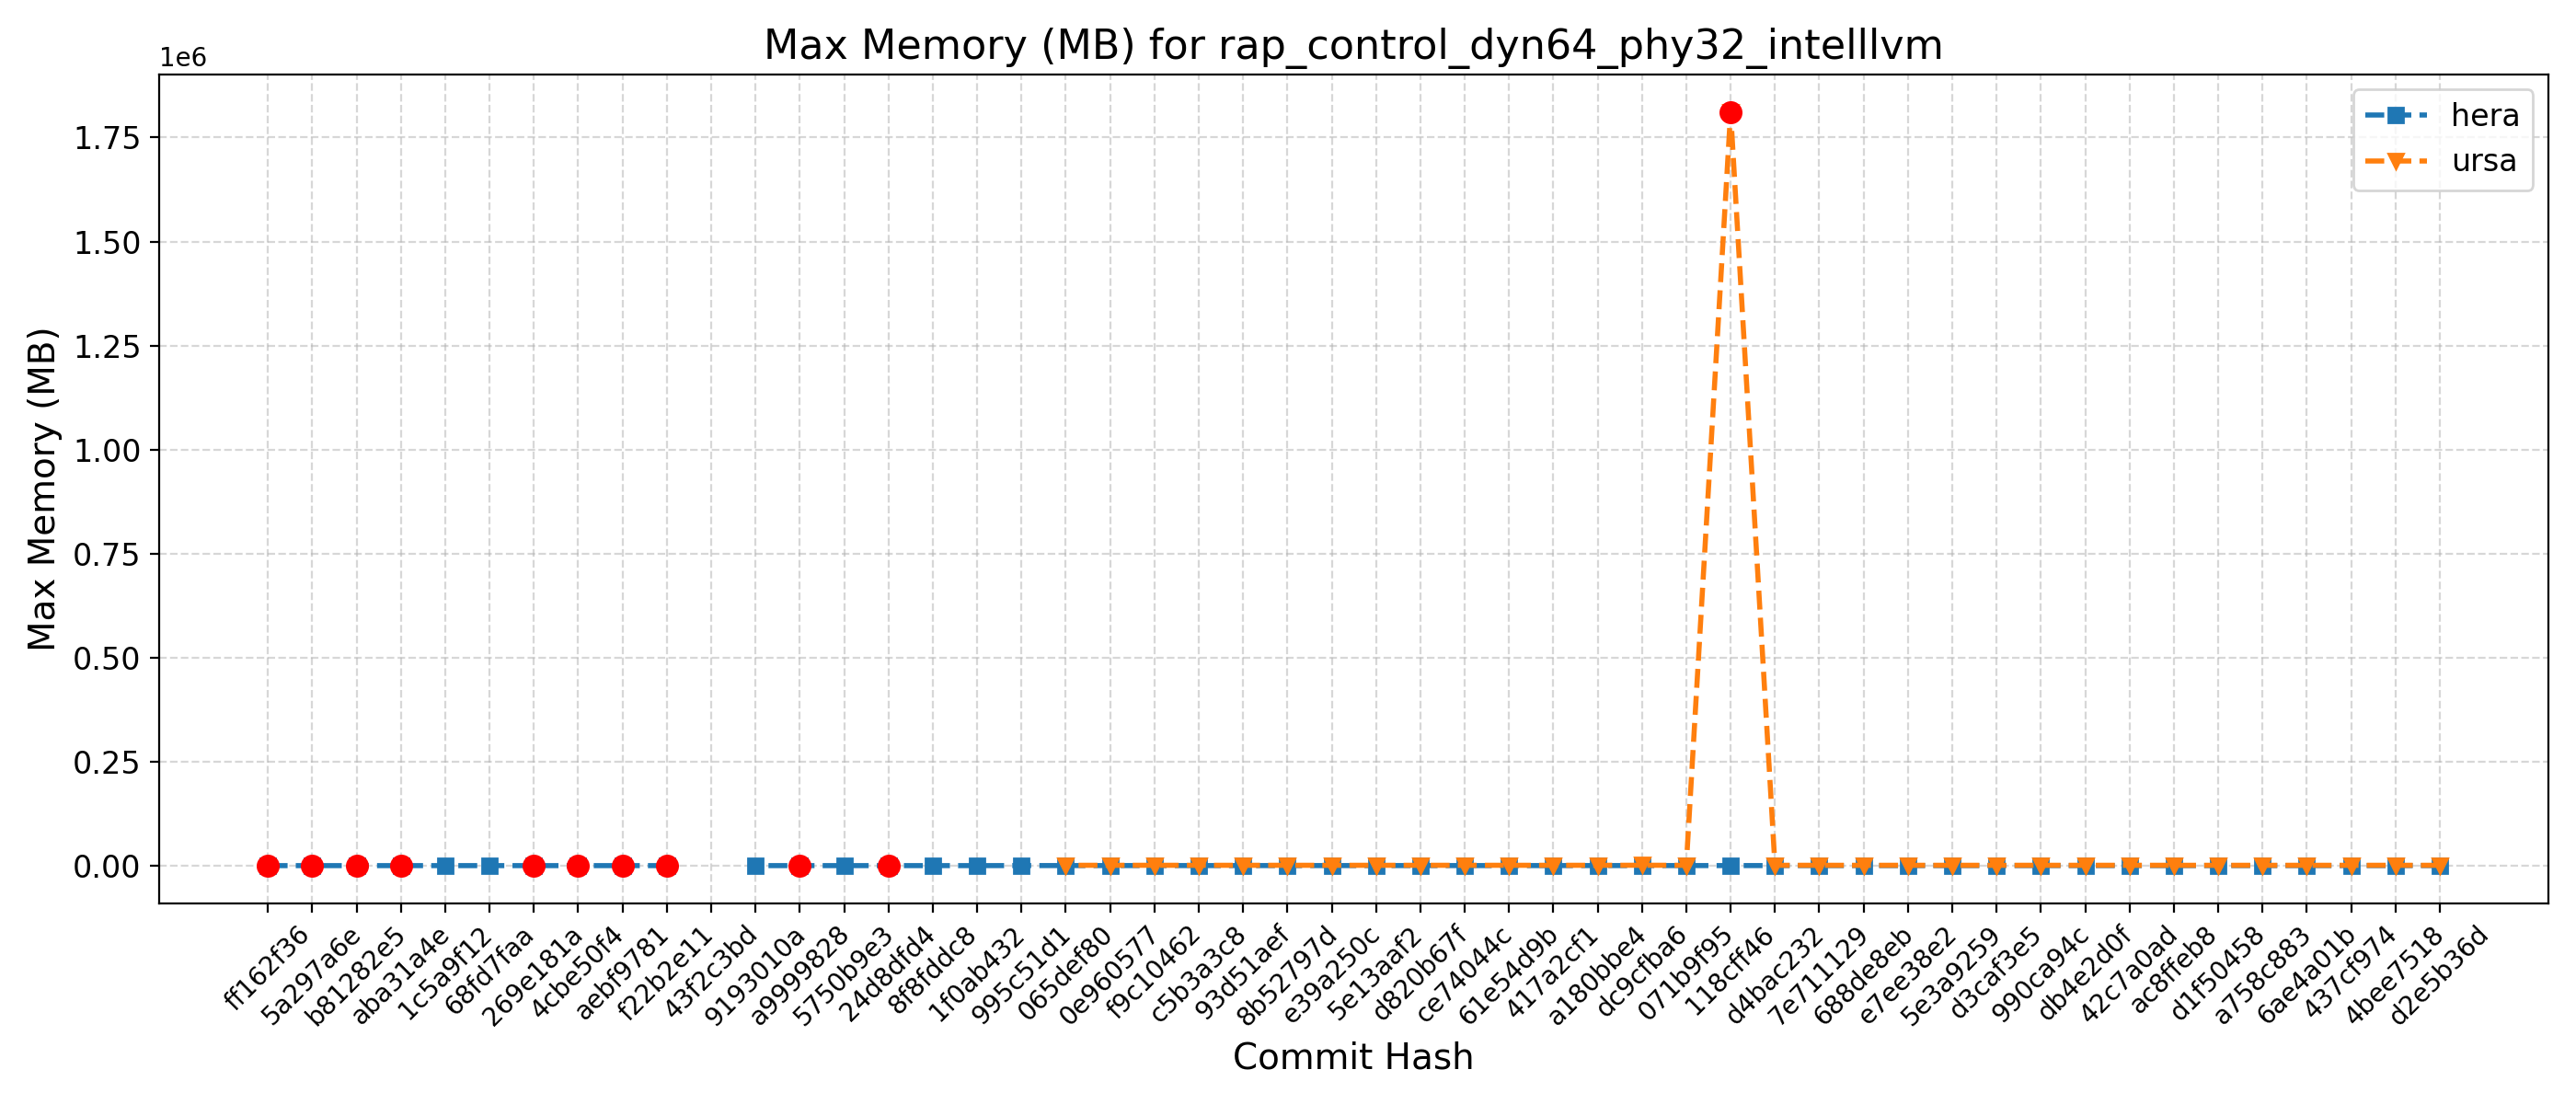 Max Memory (MB) for rap_control_dyn64_phy32_intelllvm
1e6
hera
ursa
Max Memory (MB)
1.75
1.50
1.25
1.00
0.75
0.50
0.25
0.00
ff162f36
5a297a6e
b81282e5
aba31a4e
1c5a9f12
68fd7faa
269e181a
4cbe50f4
aebf9781
f22b2e11
43f2c3bd
9193010a
a9999828
5750b9e3
24d8dfd4
8f8fddc8
1f0ab432
995c51d1
065def80
0e960577
f9c10462
c5b3a3c8
93d51aef
8b52797d
e39a250c
5e13aaf2
d820b67f
ce74044c
61e54d9b
417a2cf1
a180bbe4
dc9cfba6
071b9f95
118cff46
d4bac232
7e711129
688de8eb
e7ee38e2
5e3a9259
d3caf3e5
990ca94c
db4e2d0f
42c7a0ad
ac8ffeb8
d1f50458
a758c883
6ae4a01b
437cf974
4bee7518
d2e5b36d
Commit Hash